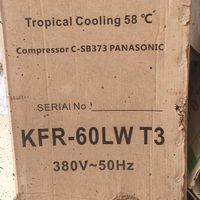 Tropical Cooling 58 ℃
Compressor C-SB373 PANASONIC
SERIAl No :
KFR-60LW T3
380V~50Hz